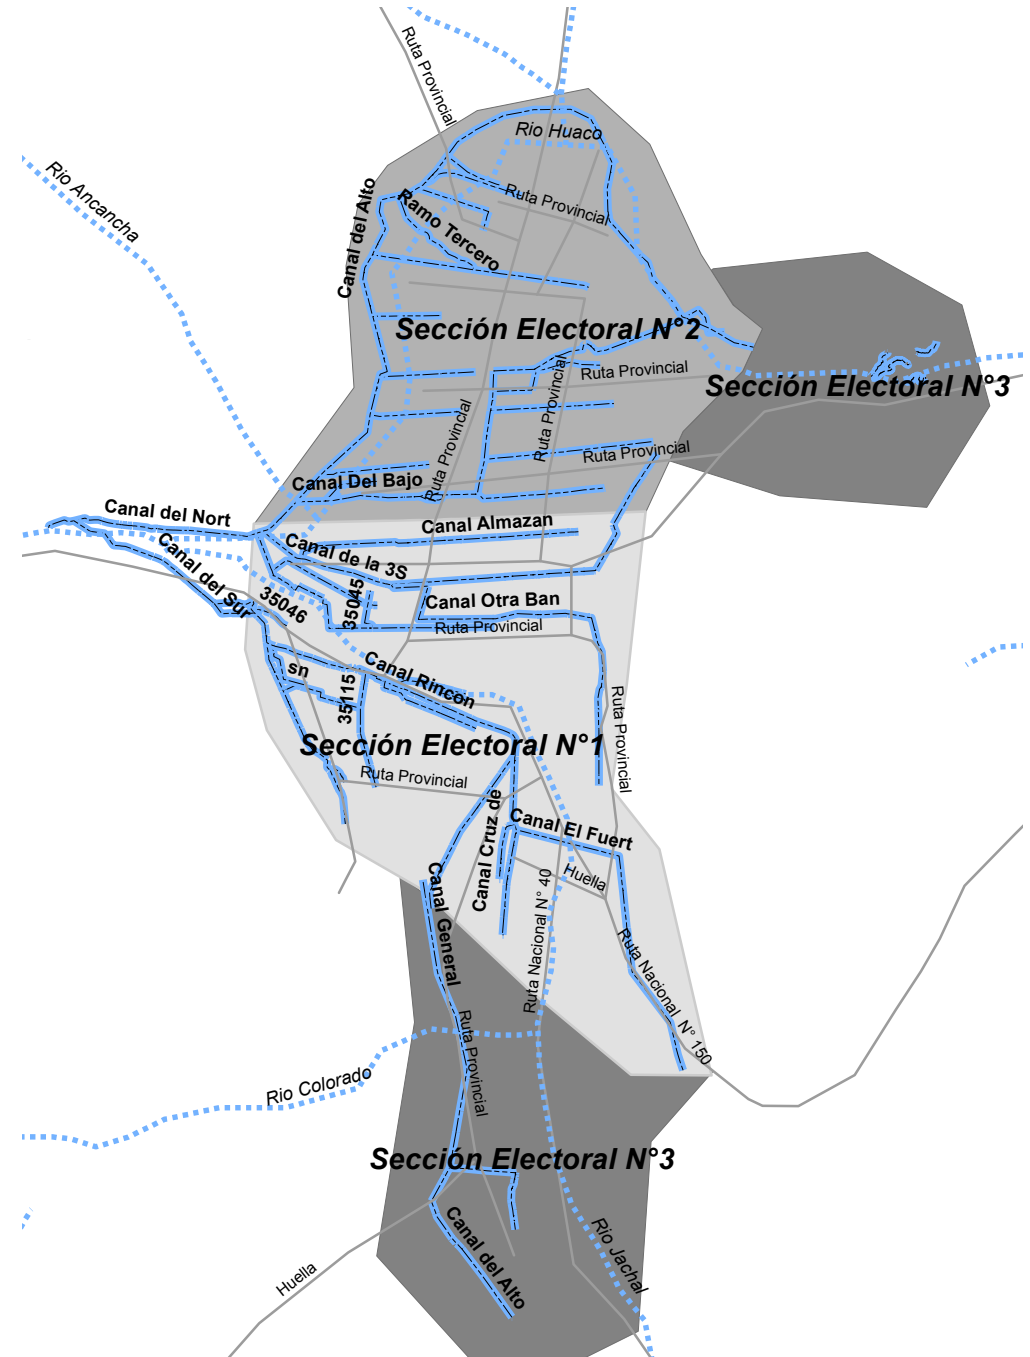 Ruta Provincial
Rio Huaco
Rio Ancancha
Canal del Alto
Ramo Tercero
Ruta Provincial
Sección Electoral N°2
Ruta Provincial
Sección Electoral N°3
Ruta Provincial
Ruta Provincial
Ruta Provincial
Canal Del Bajo
Canal del Nort
Canal Almazan
Canal de la 3S
Canal del Sur
35046
35045
Canal Otra Ban
Ruta Provincial
sn
35115
Canal Rincon
Ruta Provincial
Sección Electoral N°1
Ruta Provincial
Canal Cruz de
Canal El Fuert
Huella
Canal General
Ruta Nacional N° 40
Ruta Nacional N° 150
Ruta Provincial
Rio Colorado
Sección Electoral N°3
Canal del Alto
Rio Jachal
Huella